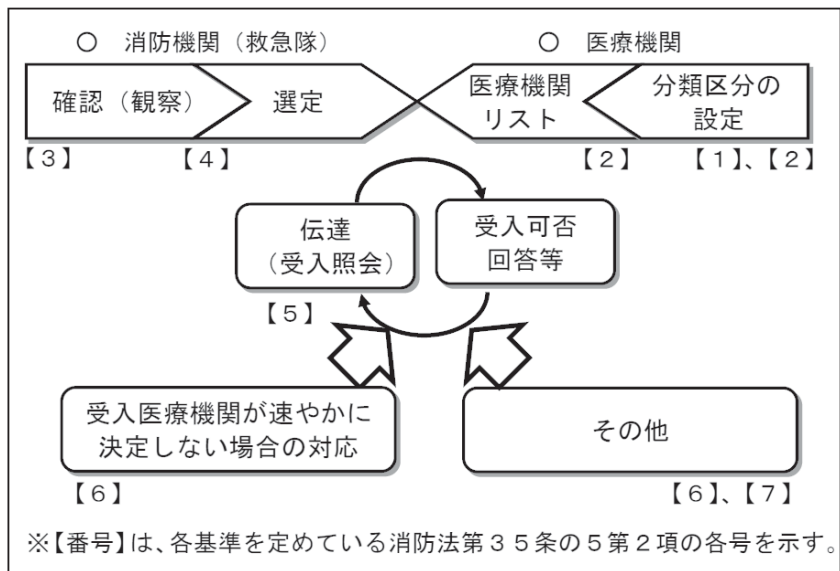 ○ 消防機関（救急隊）
○ 医療機関
確認（観察）
選定
医療機関
リスト
分類区分の
設定
【３】
【４】
【２】
【１】、【２】
伝達
（受入照会）
受入可否
回答等
【５】
受入医療機関が速やかに
決定しない場合の対応
その他
【６】
【６】、【７】
※【番号】は、各基準を定めている消防法第３５条の５第２項の各号を示す。